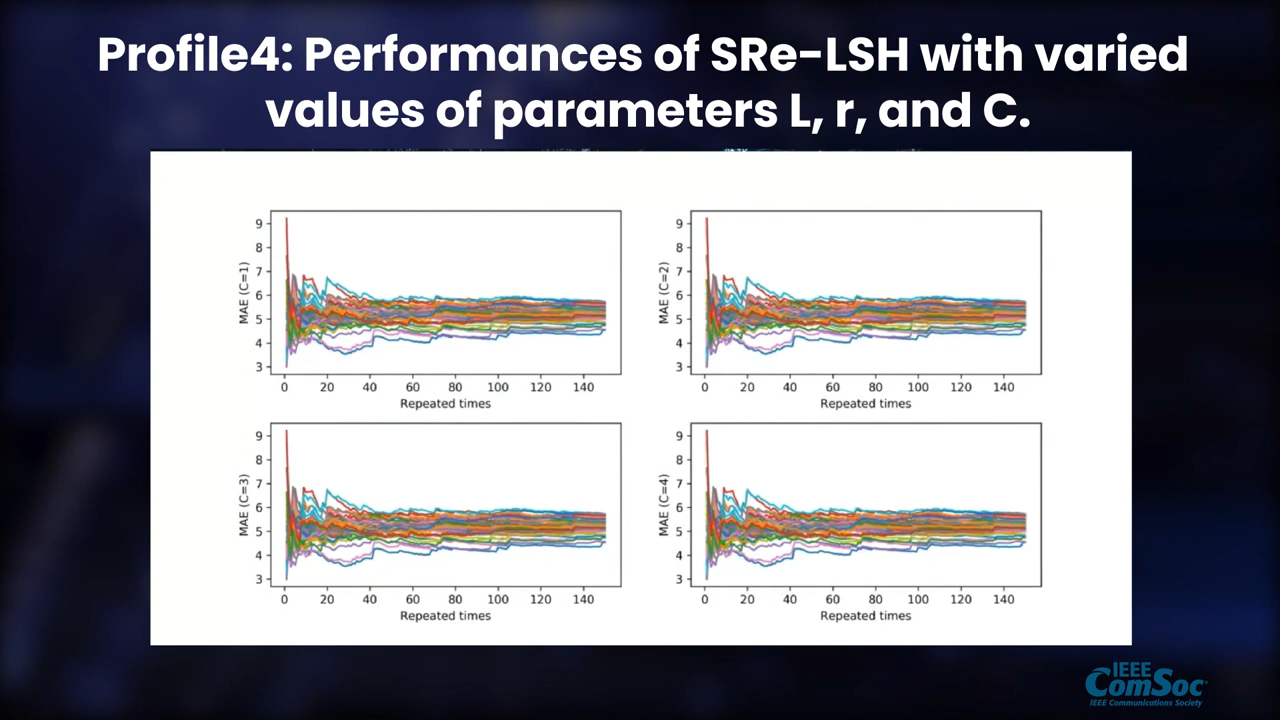 Profile4: Performances of SRe-LSH with varied
values of parameters L, r, and C.
9
8
7
6
5
4
3
MAE (C=1)
0 20 40 60 80 100 120 140
Repeated times
9
8
7
6
5
4
3
MAE (C=2)
0 20 40 60 80 100 120 140
Repeated times
9
8
7
6
5
4
3
MAE (C=3)
0 20 40 60 80 100 120 140
Repeated times
9
8
7
6
5
4
3
MAE (C=4)
0 20 40 60 80 100 120 140
Repeated times
IEEE
ComSoc
IEEE Communications Society